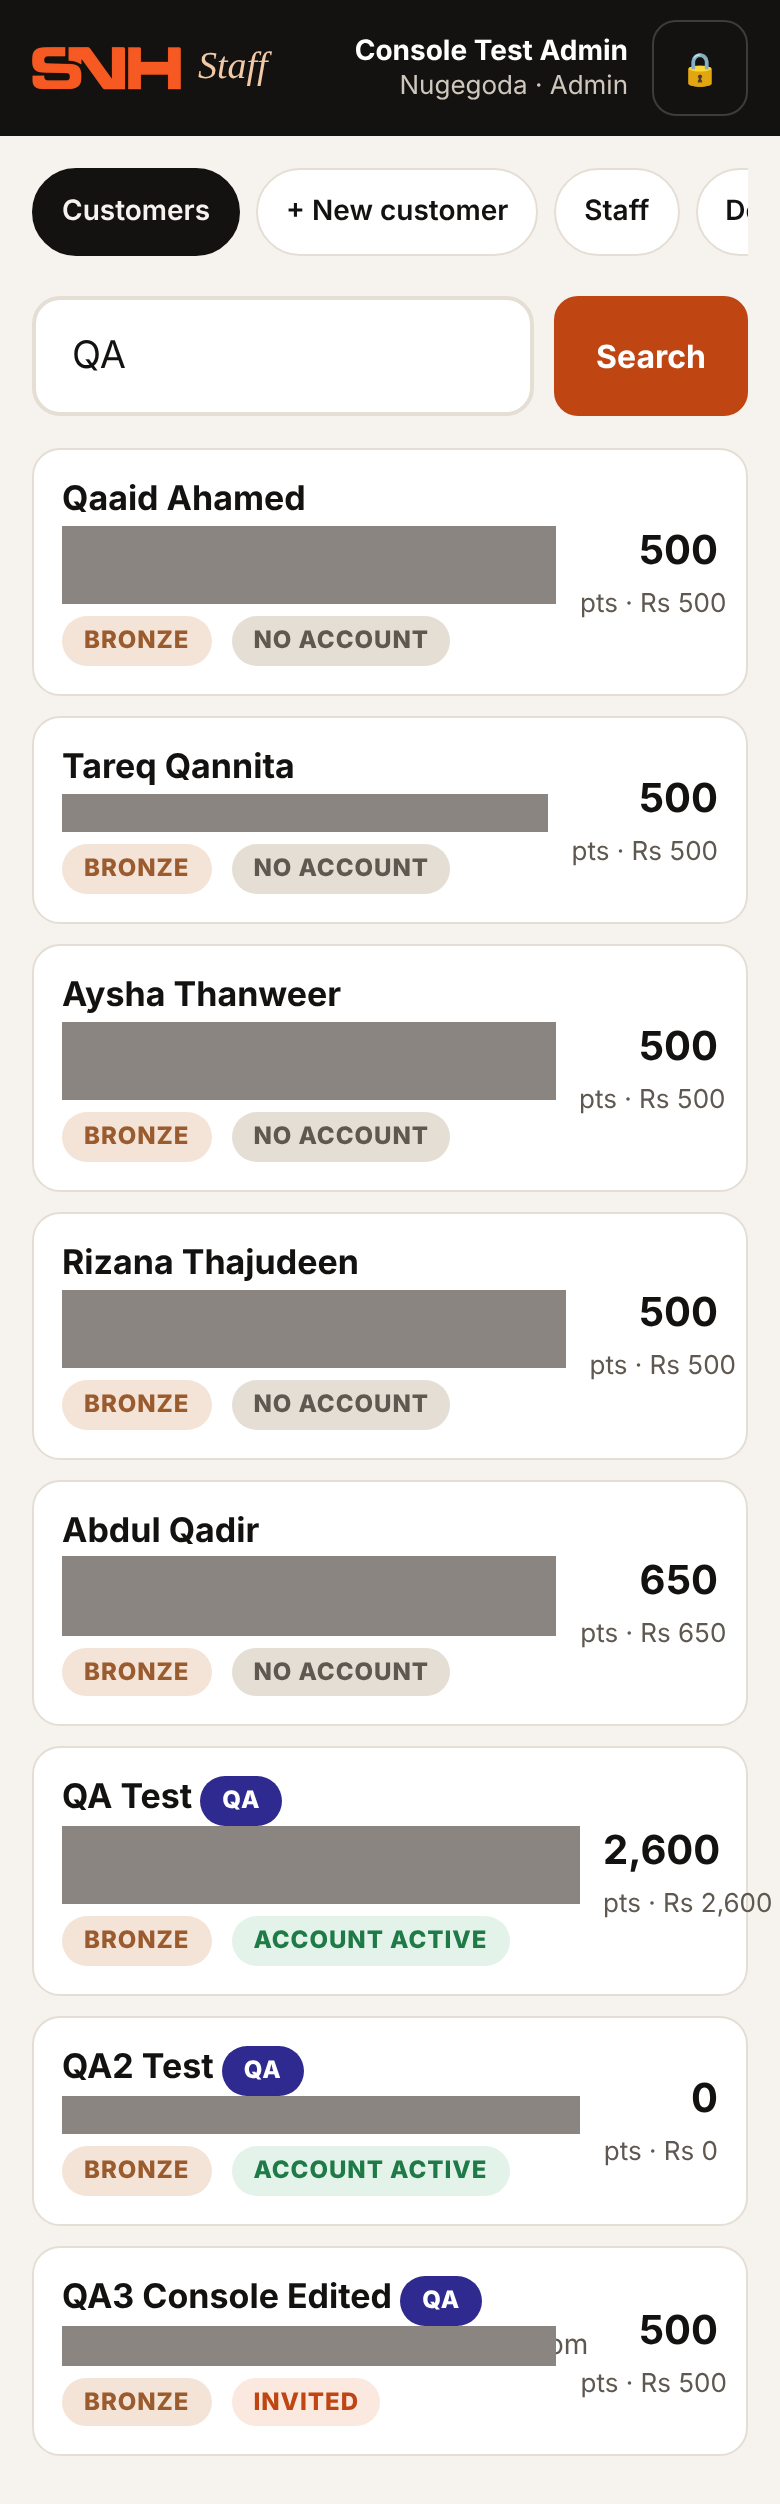 SNH Staff
Console Test Admin
Nugegoda · Admin
Customers
+ New customer
Staff
QA
Search
Qaaid Ahamed
500
pts · Rs 500
BRONZE
NO ACCOUNT
Tareq Qannita
500
pts · Rs 500
BRONZE
NO ACCOUNT
Aysha Thanweer
500
pts · Rs 500
BRONZE
NO ACCOUNT
Rizana Thajudeen
500
pts · Rs 500
BRONZE
NO ACCOUNT
Abdul Qadir
650
pts · Rs 650
BRONZE
NO ACCOUNT
QA Test QA
2,600
pts · Rs 2,600
BRONZE
ACCOUNT ACTIVE
QA2 Test QA
0
pts · Rs 0
BRONZE
ACCOUNT ACTIVE
QA3 Console Edited QA
500
pts · Rs 500
BRONZE
INVITED